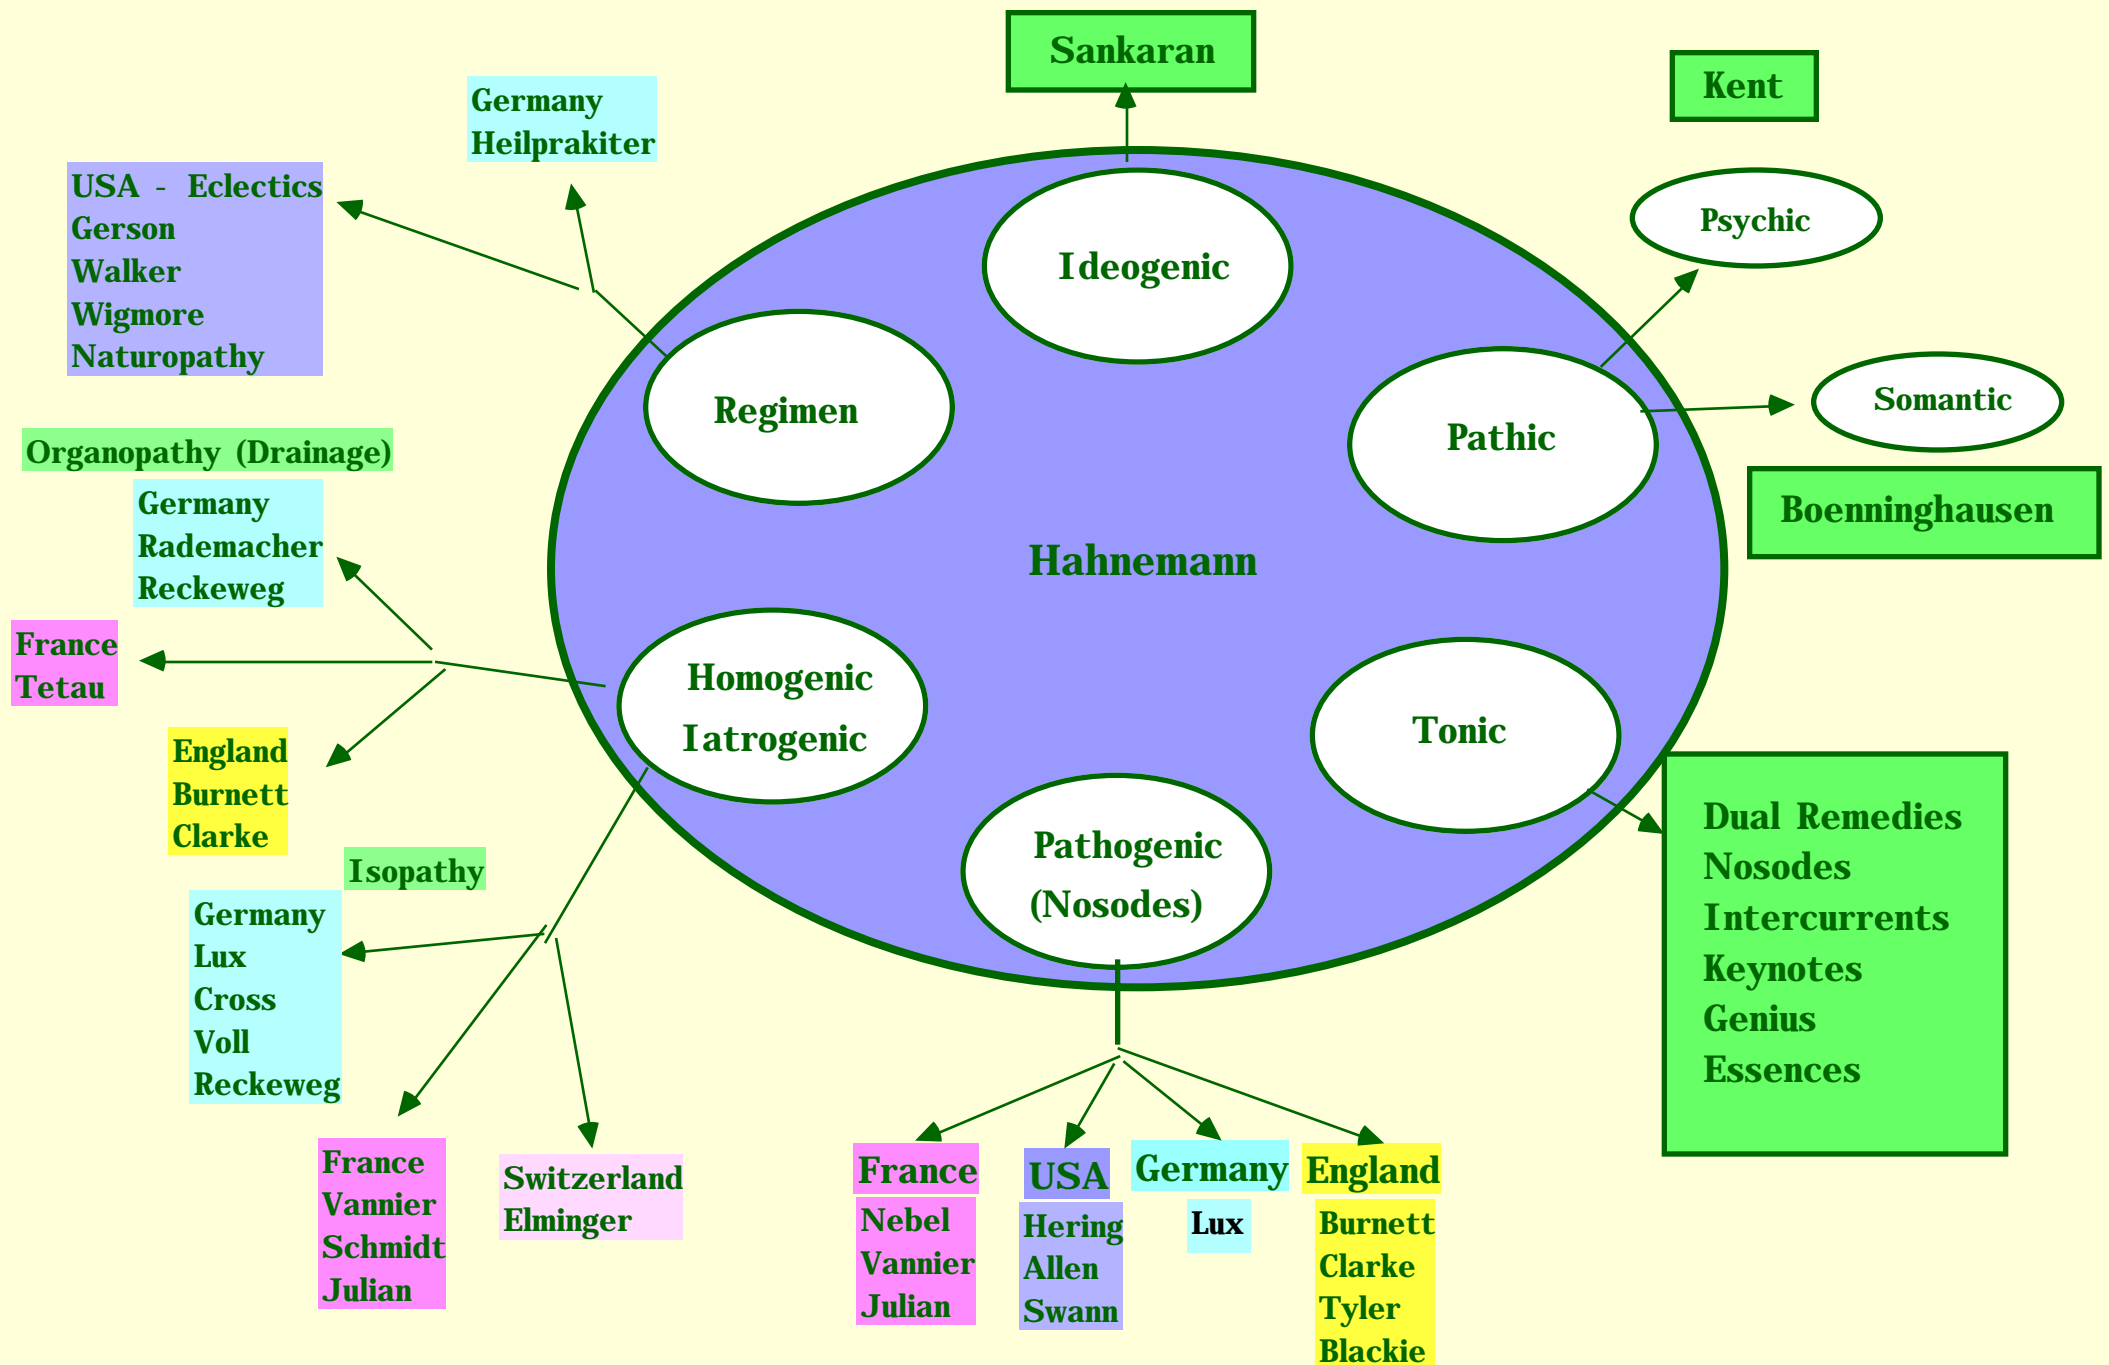 Sankaran
Kent
Germany
Heilprakiter
USA - Eclectics
Gerson
Walker
Wigmore
Naturopathy
Psychic
Ideogenic
Regimen
Pathic
Somantic
Boenninghausen
Organopathy (Drainage)
Germany
Rademacher
Reckeweg
France
Tetau
England
Burnett
Clarke
Hahnemann
Homogenic
Iatrogenic
Tonic
Pathogenic
(Nosodes)
Dual Remedies
Nosodes
Intercurrents
Keynotes
Genius
Essences
Isopathy
Germany
Lux
Cross
Voll
Reckeweg
France
Vannier
Schmidt
Julian
Switzerland
Elminger
France
Nebel
Vannier
Julian
USA
Hering
Allen
Swann
Germany
Lux
England
Burnett
Clarke
Tyler
Blackie